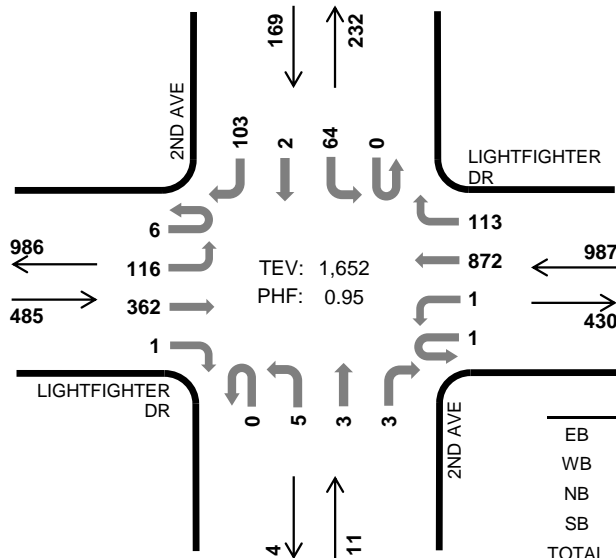 169
232
2ND AVE
103
2
64
0
LIGHTFIGHTER
DR
6
113
986
116
TEV: 1,652
872
987
485
362
PHF: 0.95
1
430
1
1
LIGHTFIGHTER
DR
0
5
3
3
2ND AVE
EB
WB
NB
SB
TOTAL
4
11